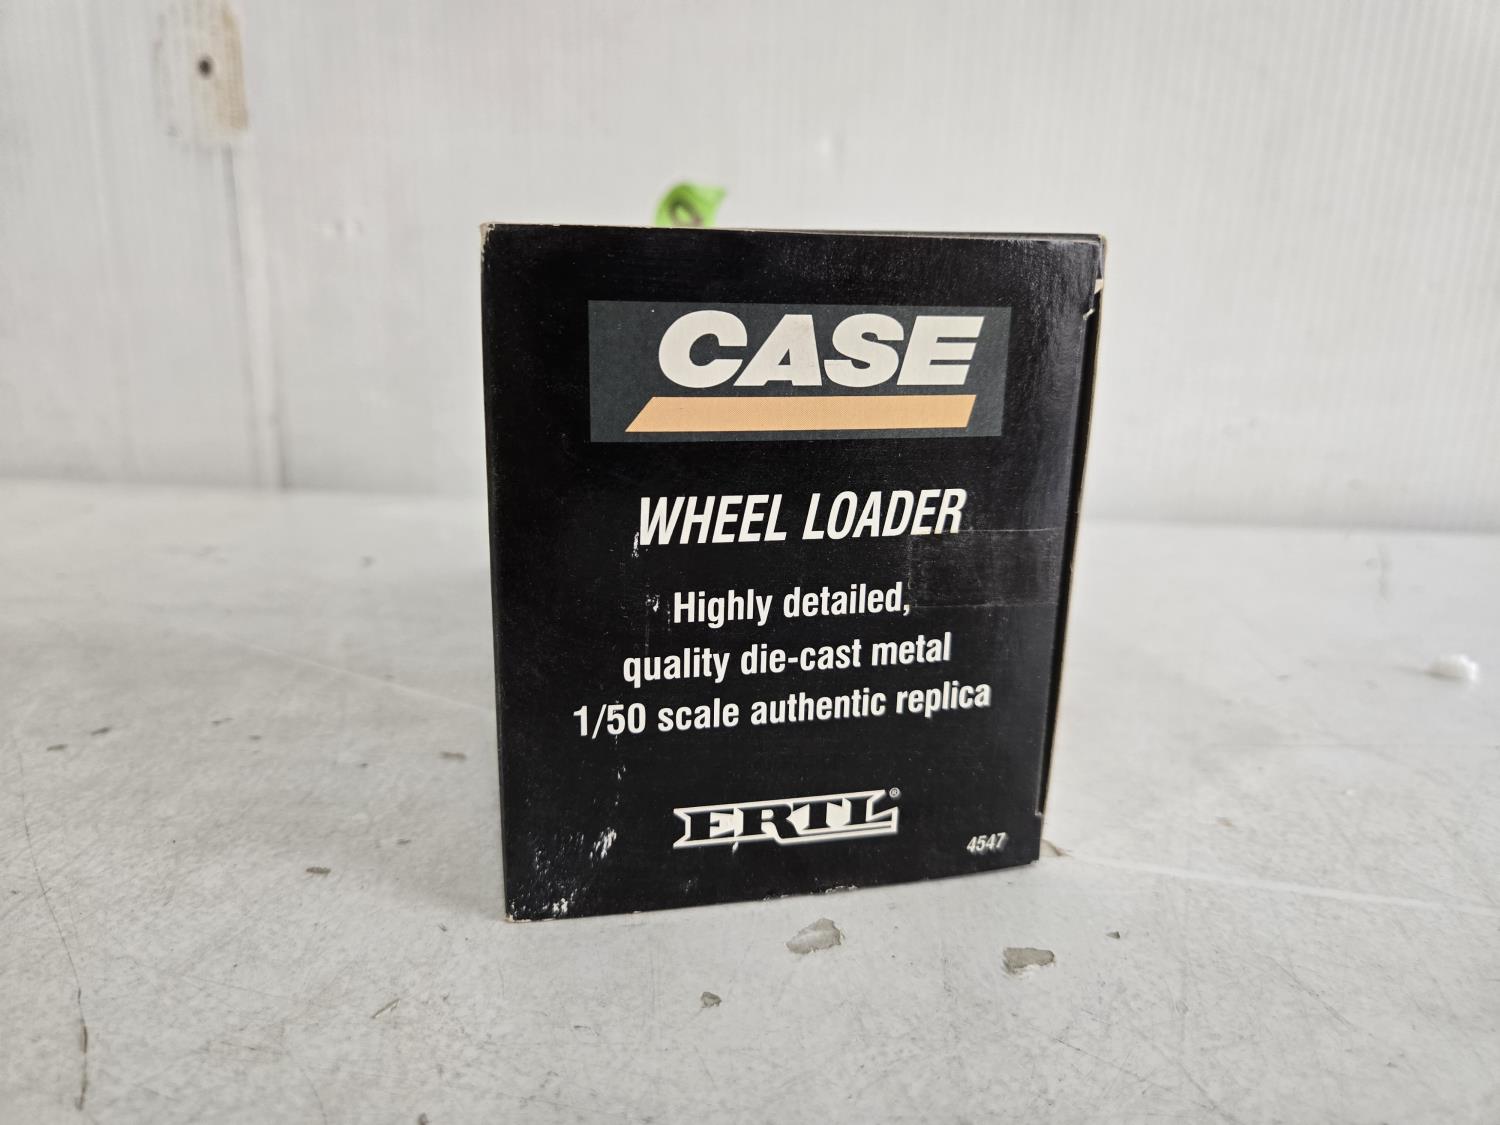 CASE
WHEEL LOADER
Highly detailed,
quality die-cast metal
1/50 scale authentic replica
ERTL®
4547